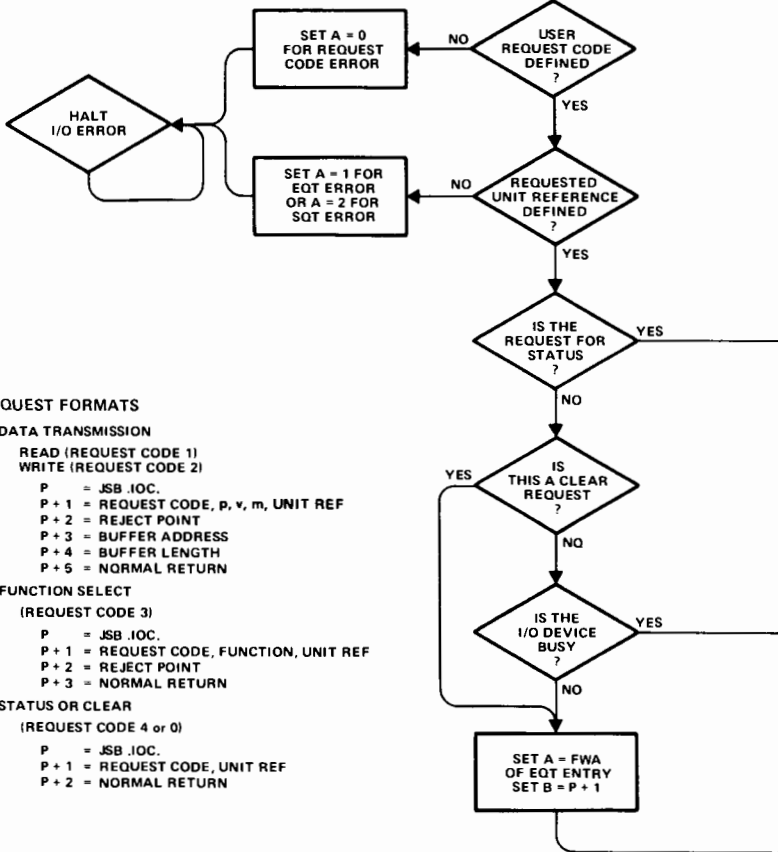 SET A = 0
FOR REQUEST
CODE ERROR
NO
USER
REQUEST CODE
DEFINED
?
YES
HALT
I/O ERROR
SET A = 1 FOR
EQT ERROR
OR A = 2 FOR
SQT ERROR
NO
REQUESTED
UNIT REFERENCE
DEFINED
?
YES
IS THE
REQUEST FOR
STATUS
?
YES
NO
QUEST FORMATS
DATA TRANSMISSION
READ (REQUEST CODE 1)
WRITE (REQUEST CODE 2)
P = JSB .IOC.
P + 1 = REQUEST CODE, p, v, m, UNIT REF
P + 2 = REJECT POINT
P + 3 = BUFFER ADDRESS
P + 4 = BUFFER LENGTH
P + 5 = NORMAL RETURN
FUNCTION SELECT
(REQUEST CODE 3)
P = JSB .IOC.
P + 1 = REQUEST CODE, FUNCTION, UNIT REF
P + 2 = REJECT POINT
P + 3 = NORMAL RETURN
STATUS OR CLEAR
(REQUEST CODE 4 or 0)
P = JSB .IOC.
P + 1 = REQUEST CODE, UNIT REF
P + 2 = NORMAL RETURN
YES
IS
THIS A CLEAR
REQUEST
?
NO
IS THE
I/O DEVICE
BUSY
?
YES
NO
SET A = FWA
OF EQT ENTRY
SET B = P + 1